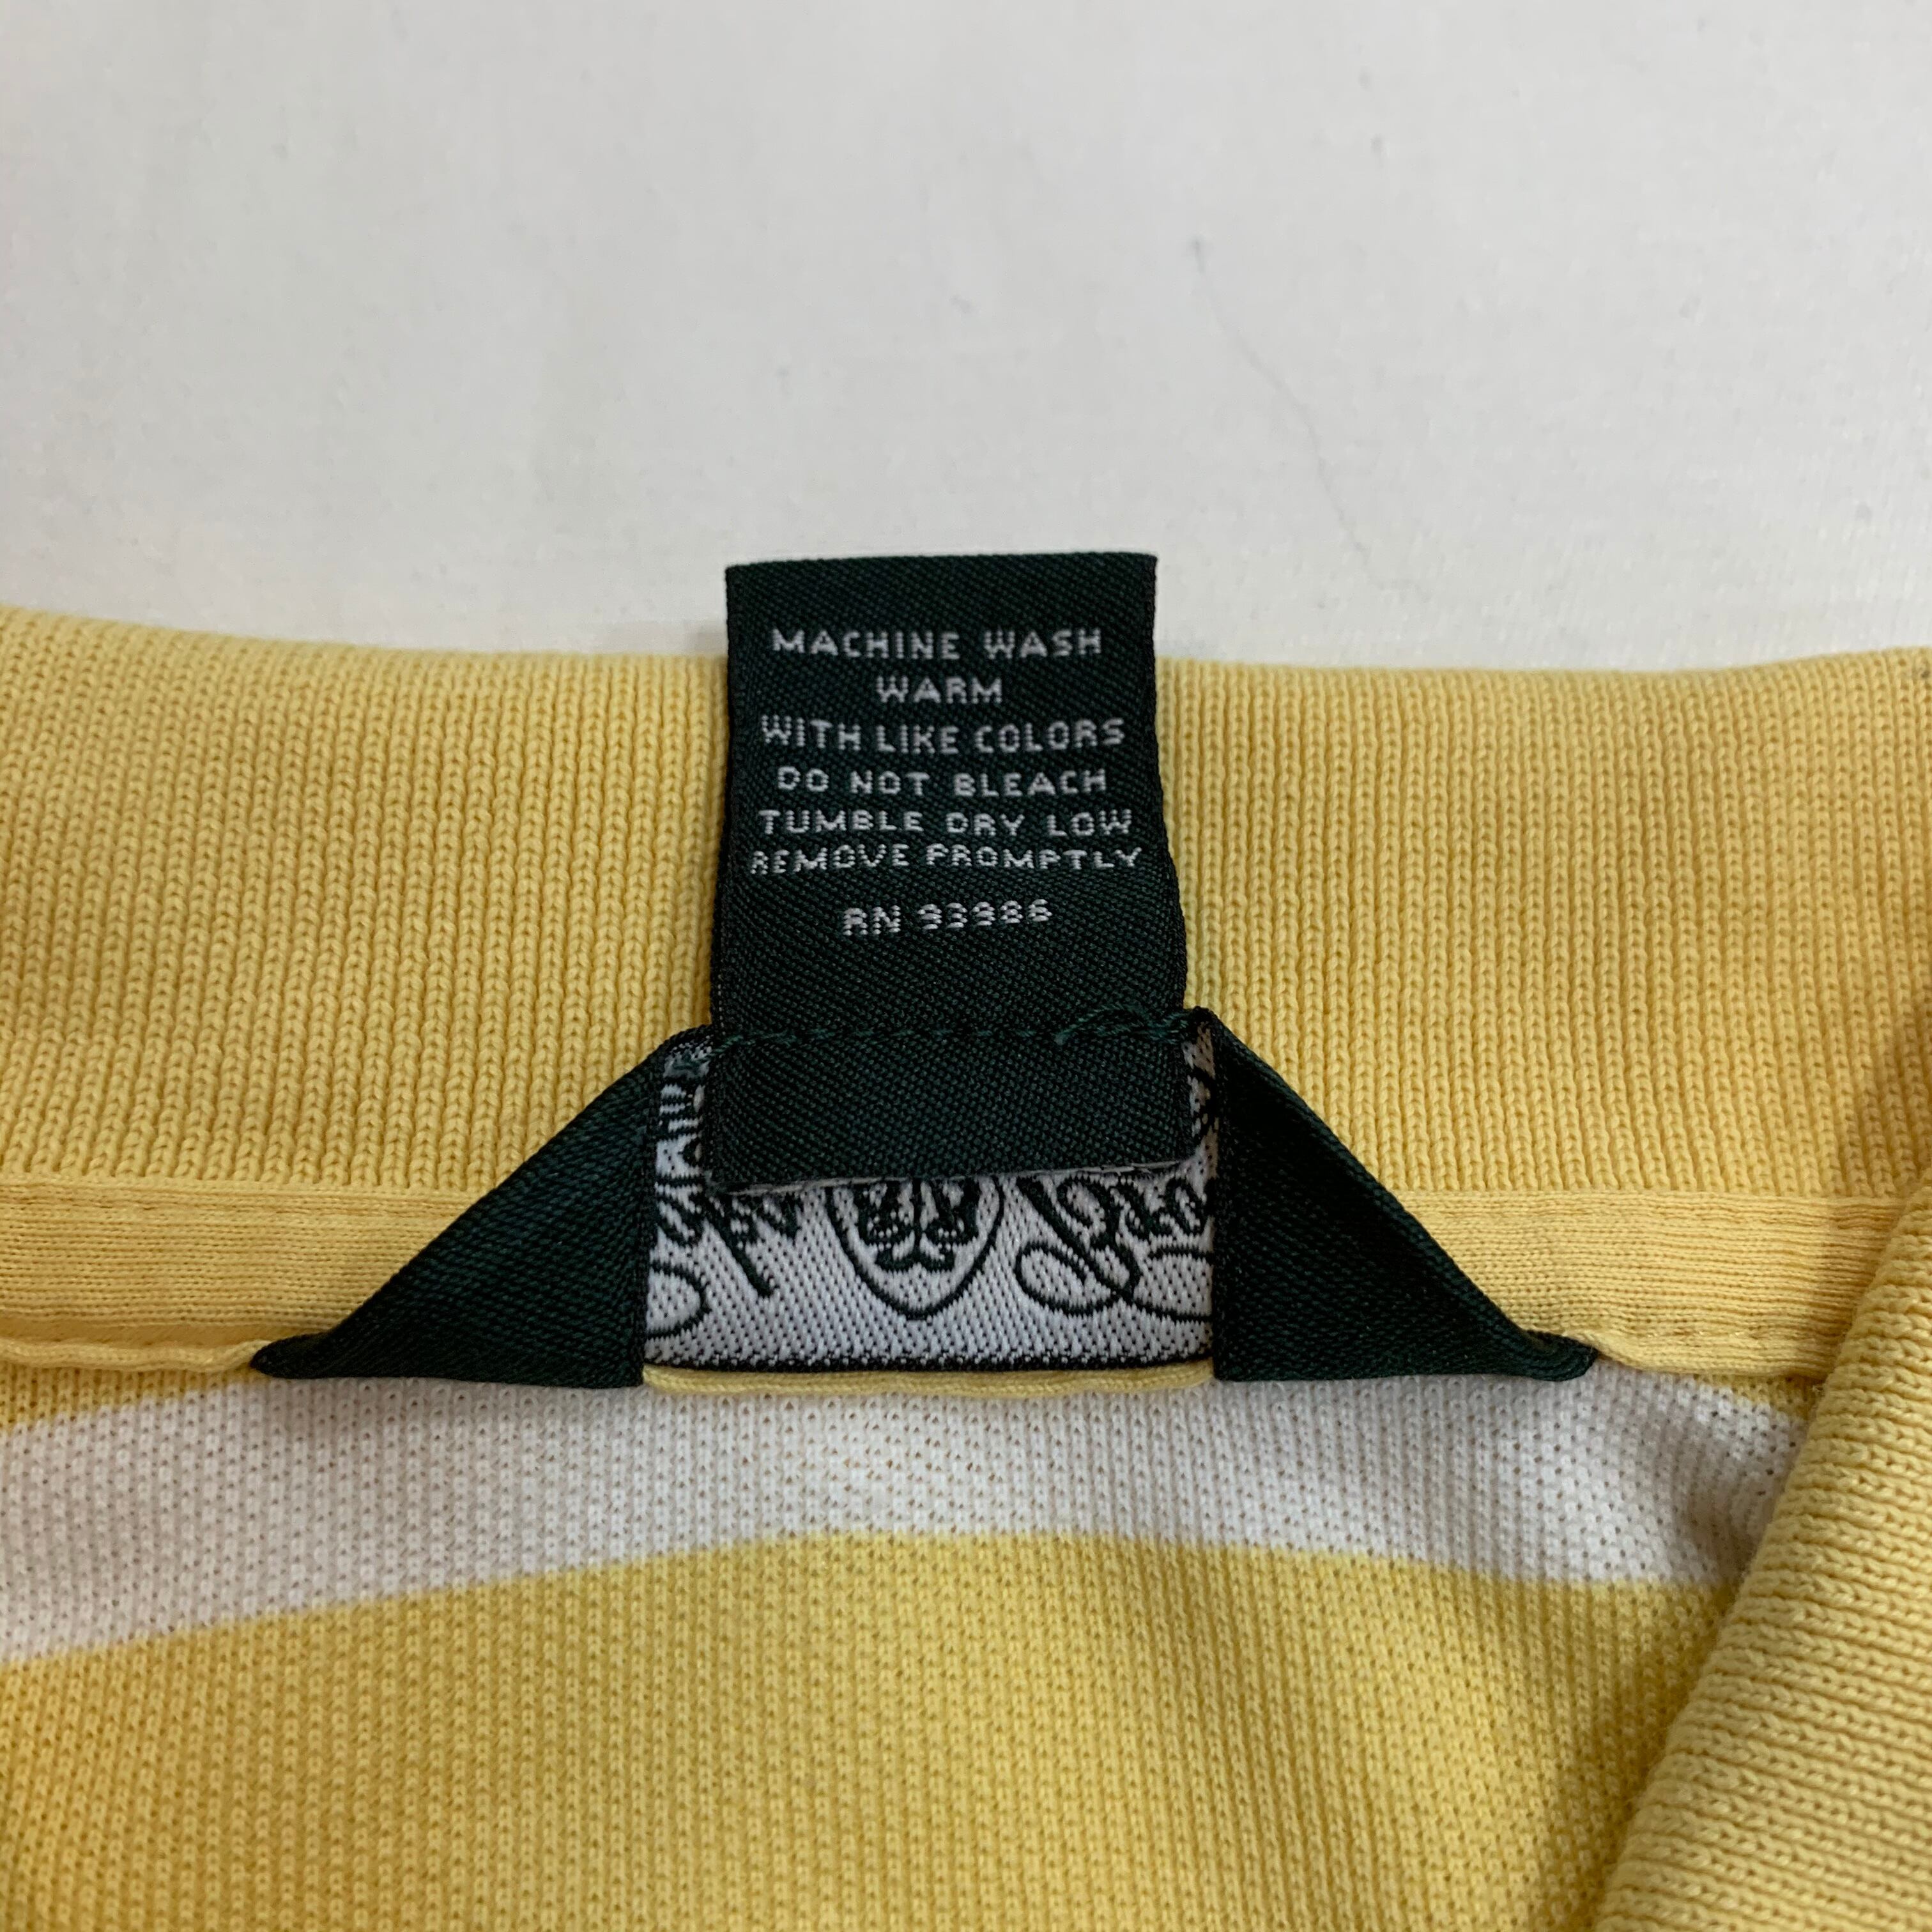 MACHINE WASH
WARM
WITH LIKE COLORS
DO NOT BLEACH
TUMBLE DRY LOW
REMOVE PROMPTLY
RN 93986